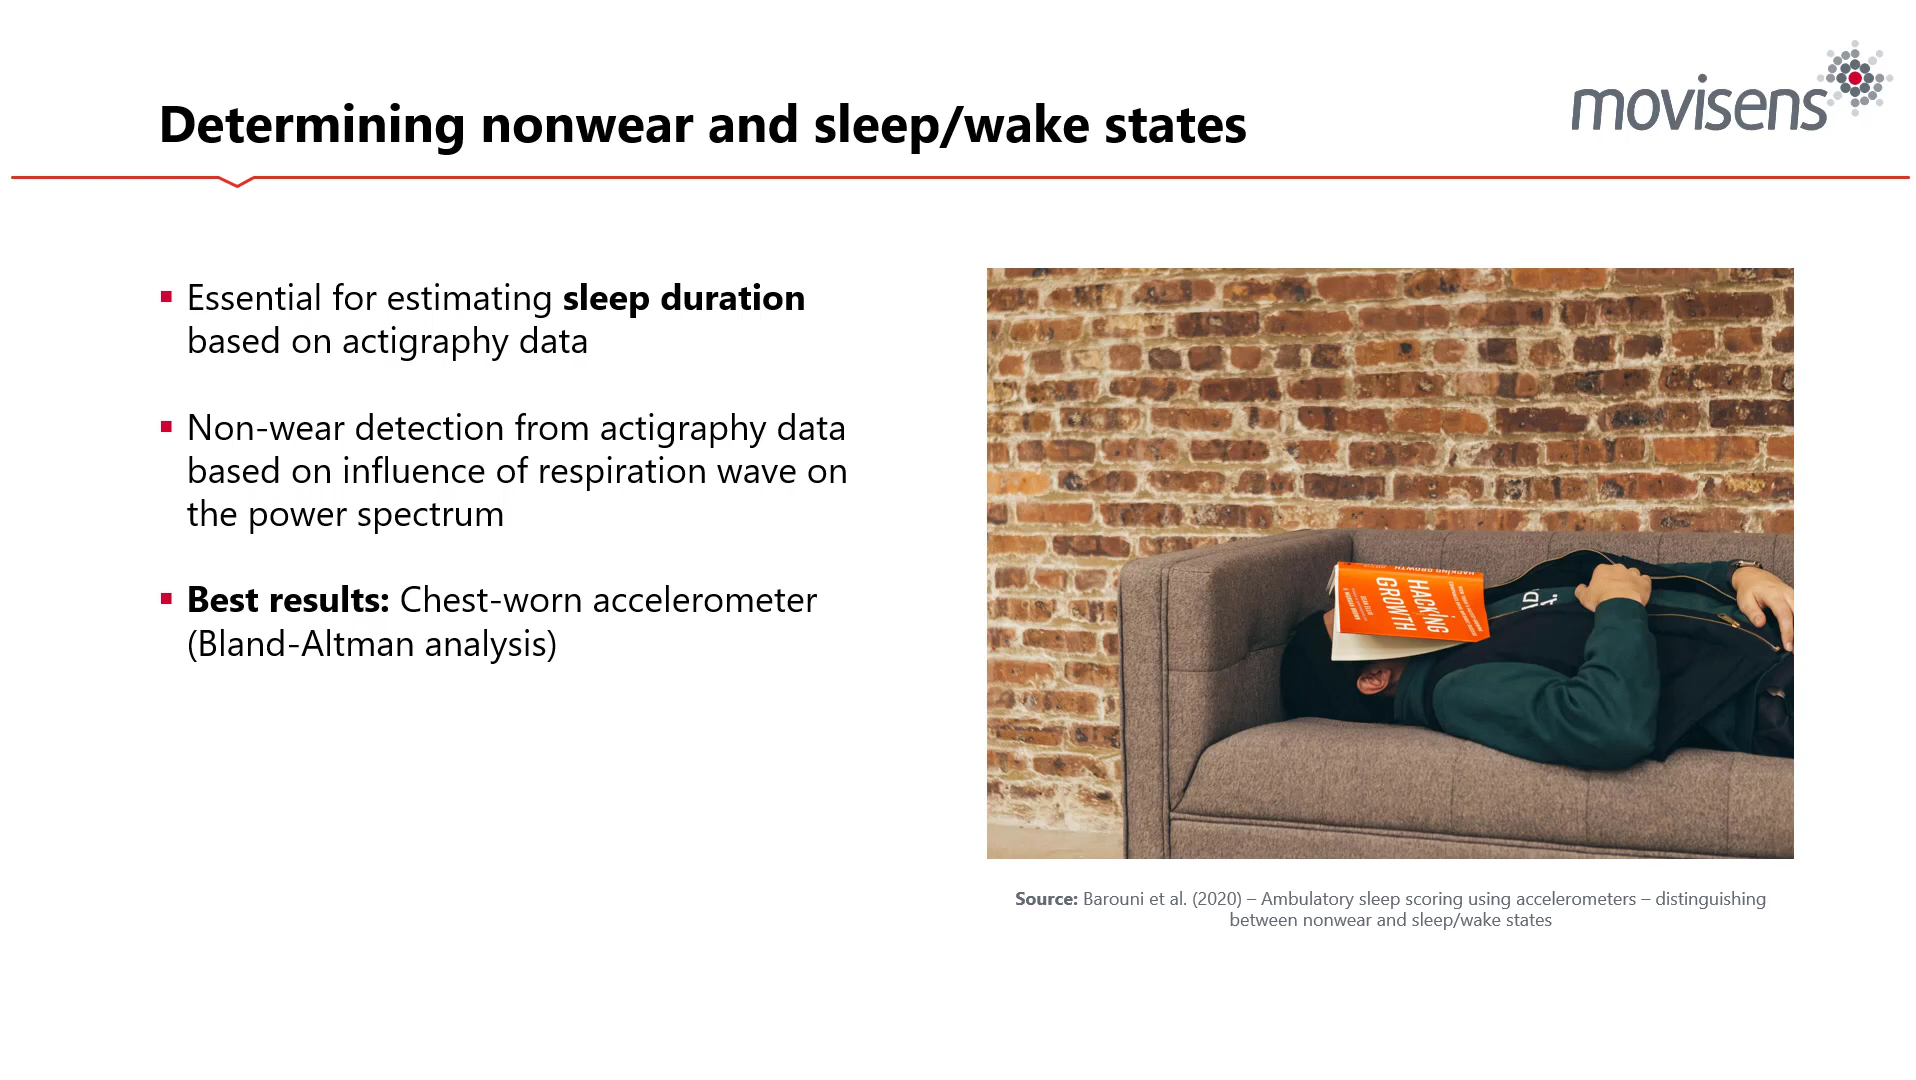 movisens
Determining nonwear and sleep/wake states
▪ Essential for estimating sleep duration
based on actigraphy data
▪ Non-wear detection from actigraphy data
based on influence of respiration wave on
the power spectrum
▪ Best results: Chest-worn accelerometer
(Bland-Altman analysis)
HACKING GROWTH
HACKING
GROWTH
Source: Barouni et al. (2020) – Ambulatory sleep scoring using accelerometers – distinguishing
between nonwear and sleep/wake states